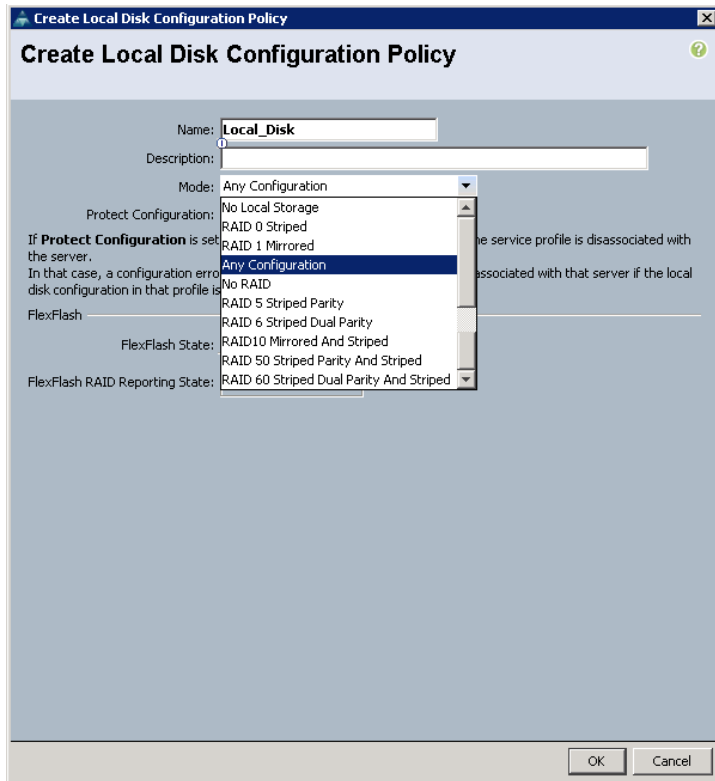 Create Local Disk Configuration Policy
Create Local Disk Configuration Policy
Name: Local_Disk
Description:
Mode: Any Configuration
No Local Storage
RAID 0 Striped
RAID 1 Mirrored
Any Configuration
No RAID
RAID 5 Striped Parity
RAID 6 Striped Dual Parity
RAID10 Mirrored And Striped
RAID 50 Striped Parity And Striped
RAID 60 Striped Dual Parity And Striped
Protect Configuration:
If Protect Configuration is set he service profile is disassociated with
the server.
In that case, a configuration erro associated with that server if the local
disk configuration in that profile is
FlexFlash
FlexFlash State:
FlexFlash RAID Reporting State:
OK Cancel